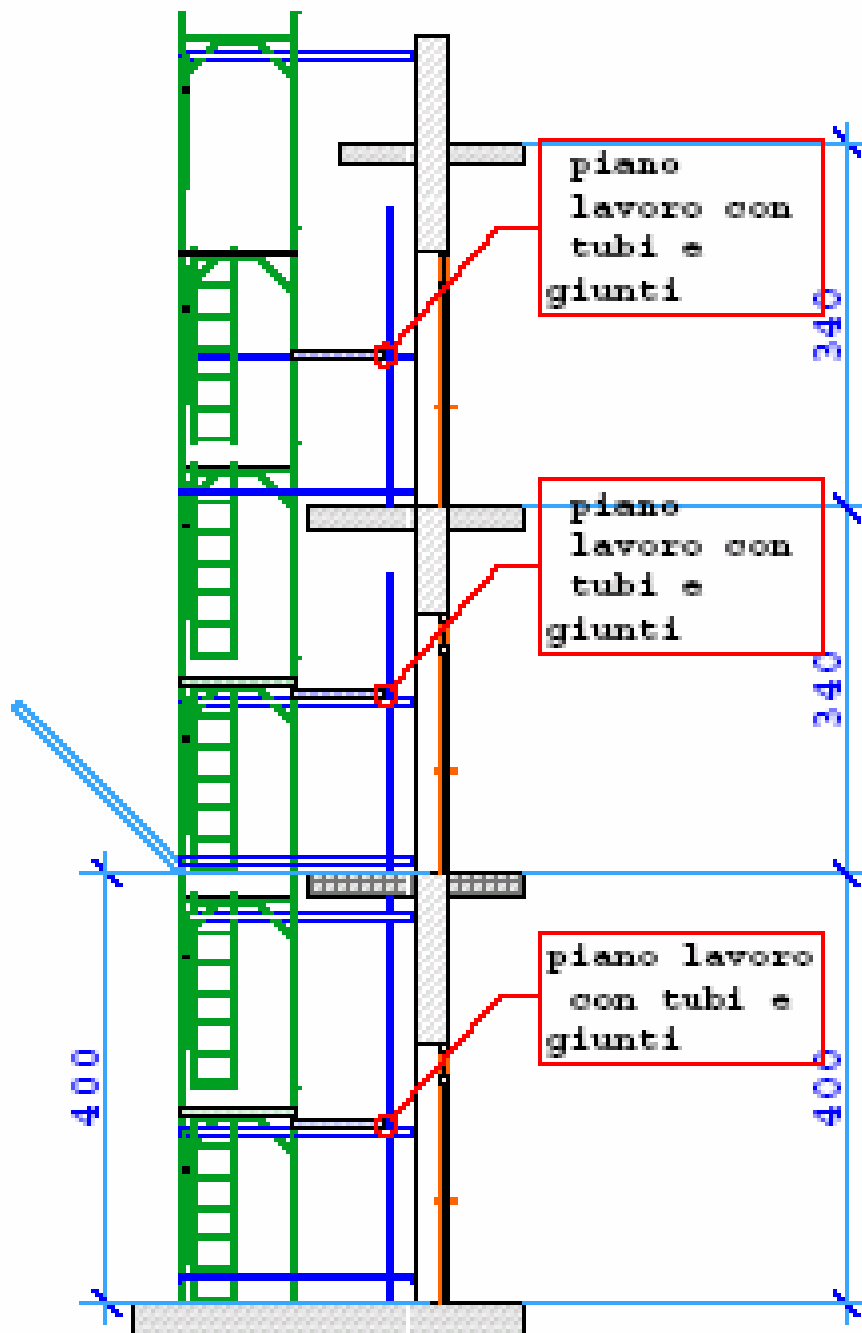 piano
lavoro con
tubi e
giunti
340
piano
lavoro con
tubi e
giunti
340
piano lavoro
con tubi e
giunti
400
400